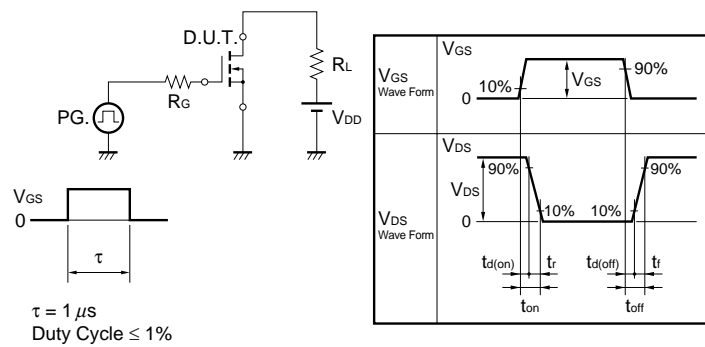 D.U.T.
RL
RG
PG.
VDD
VGS
0
τ
τ = 1 µs
Duty Cycle ≤ 1%
VGS
Wave Form
VGS
10%
0
VGS
90%
VDS
Wave Form
VDS
90%
VDS
0
10%
10%
90%
td(on)
tr
td(off)
tf
ton
toff